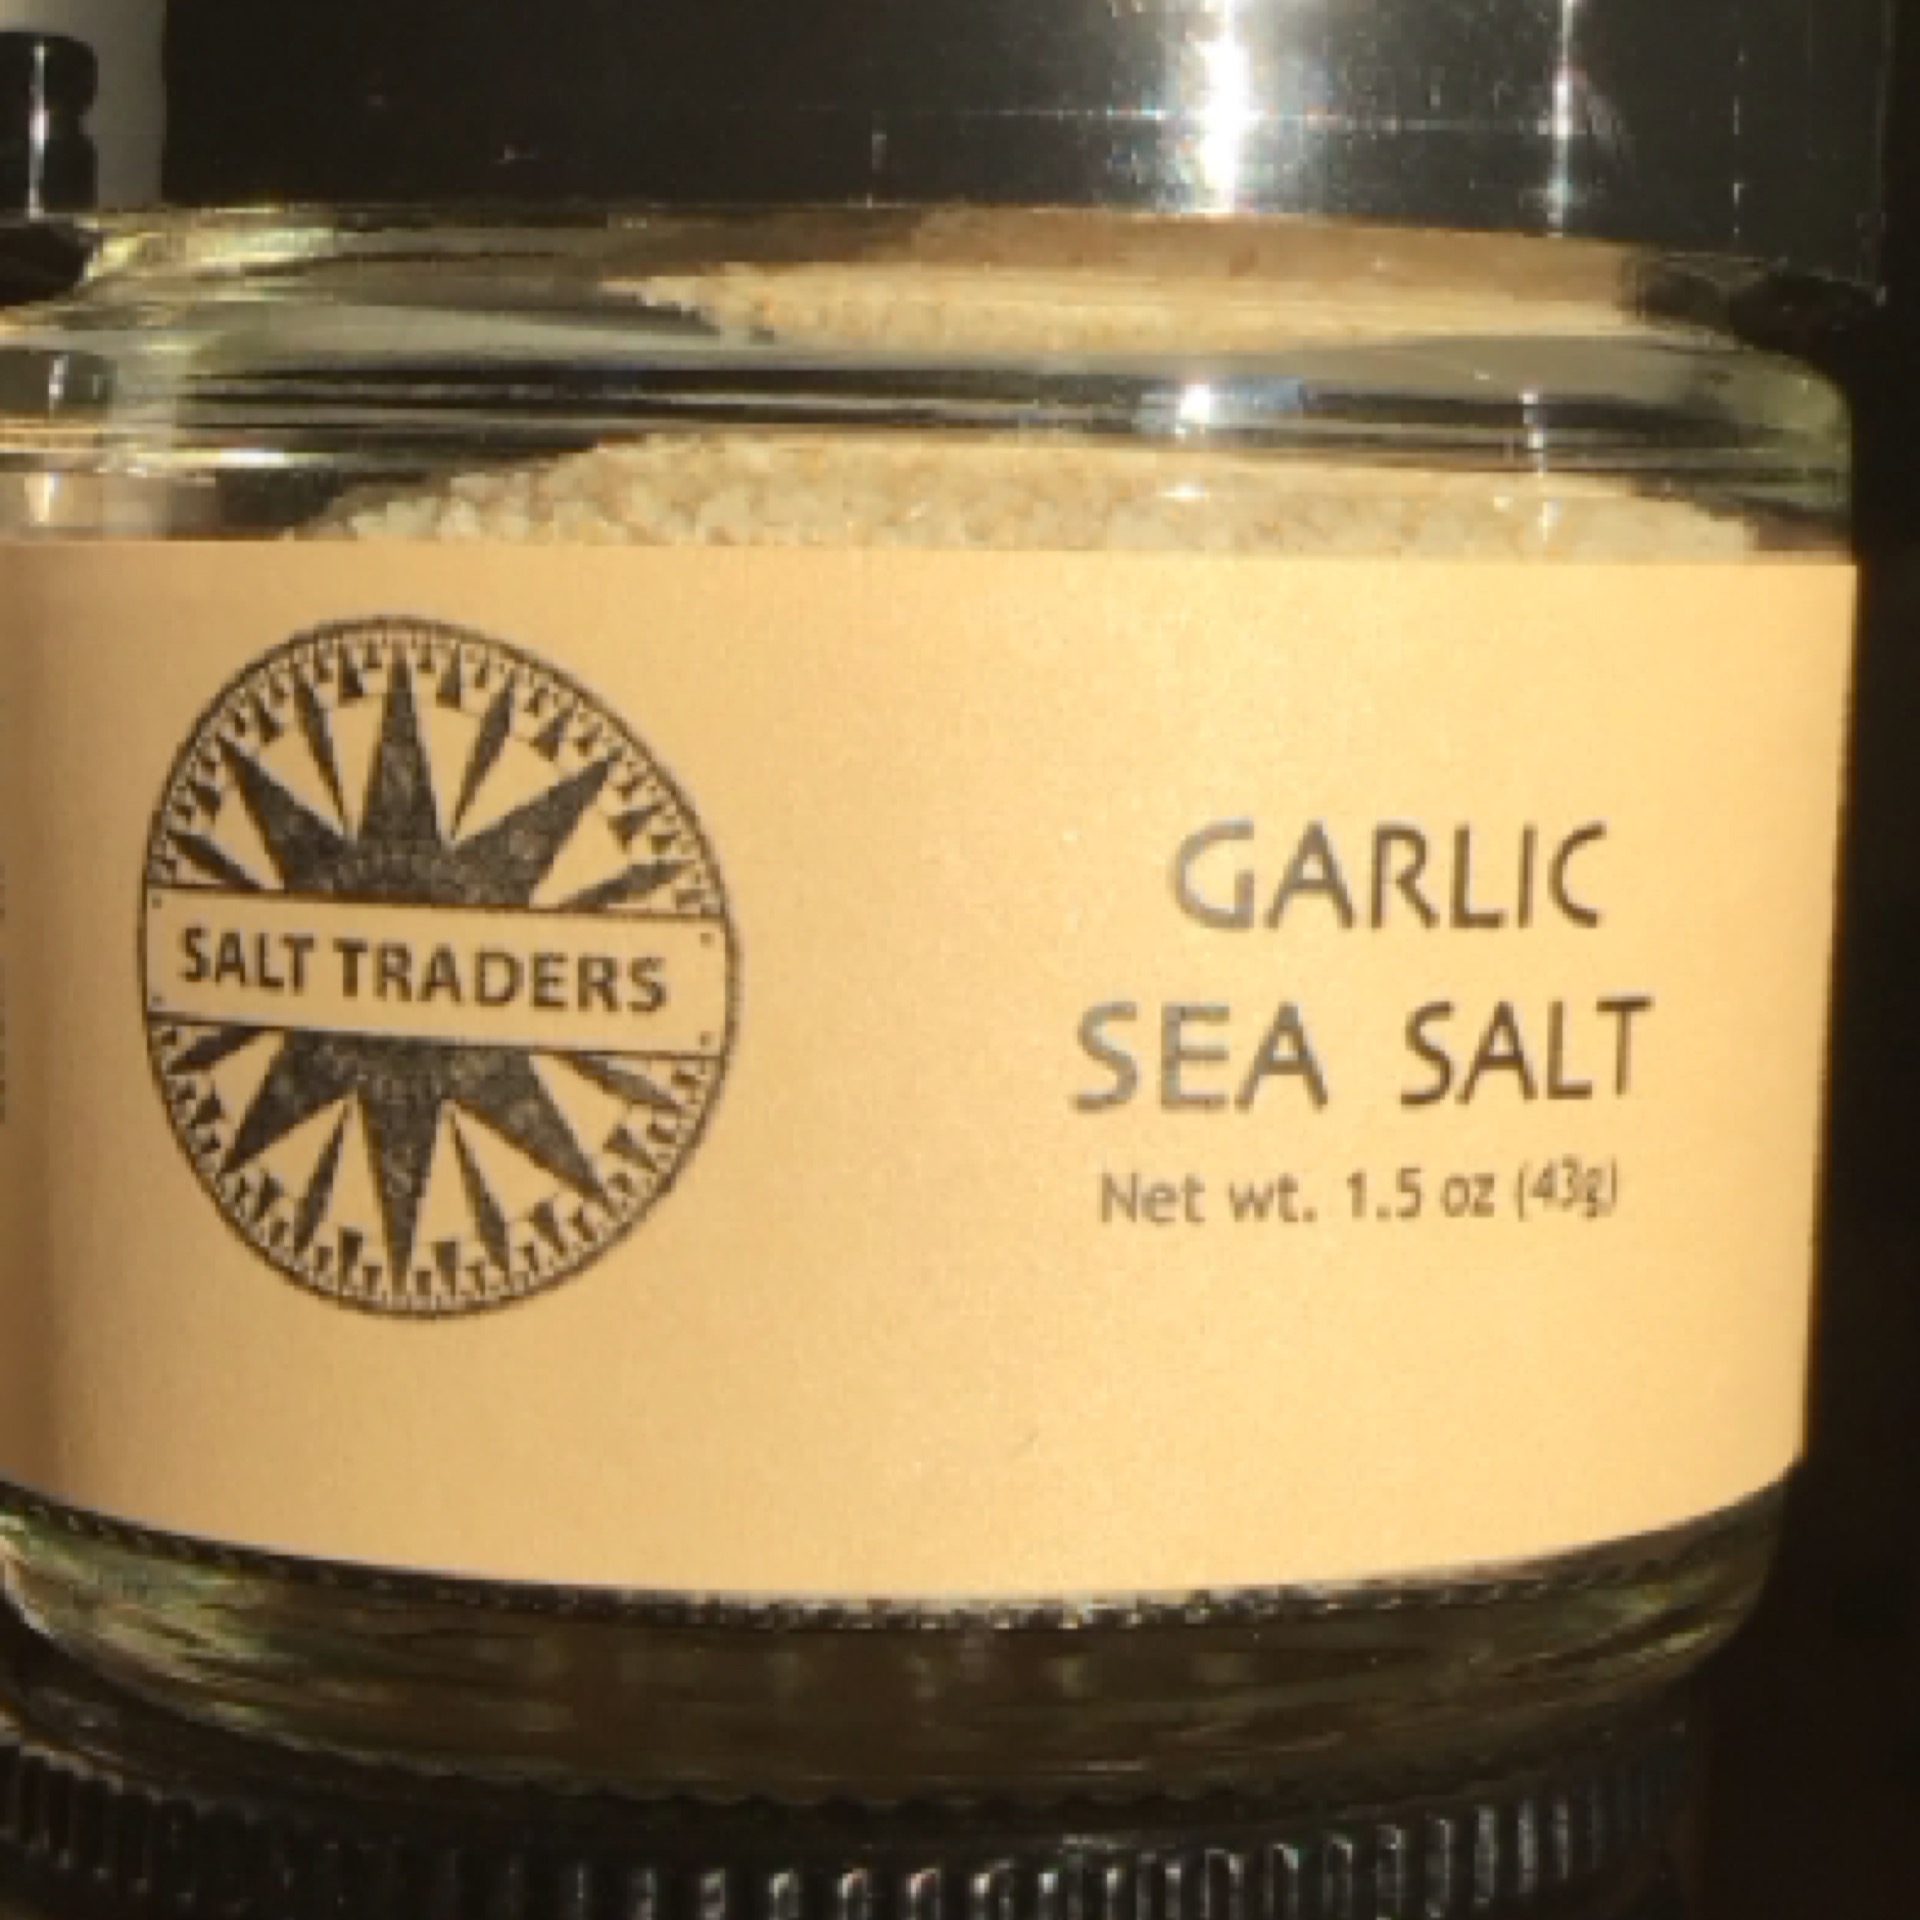 SALT TRADERS
GARLIC
SEA SALT
Net wt. 1.5 oz (43g)